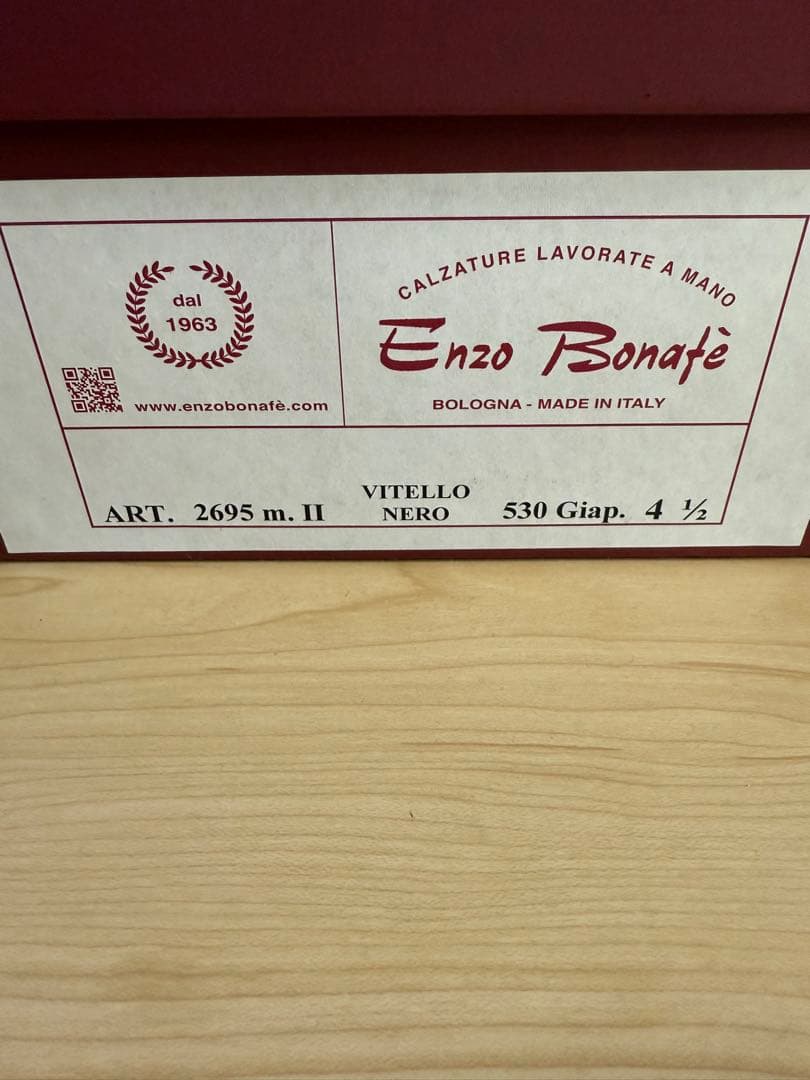 dal
1963
www.enzobonafè.com
CALZATURE LAVORATE A MANO
Enzo Bonafè
BOLOGNA - MADE IN ITALY
ART. 2695 m. II
VITELLO
NERO
530 Giap. 4 ½